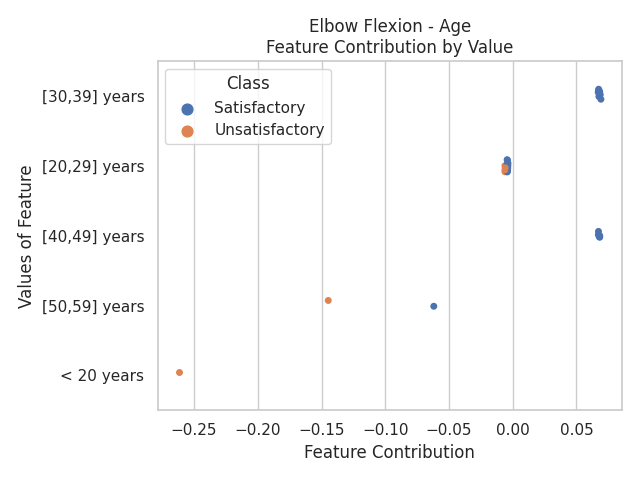 Elbow Flexion - Age
Feature Contribution by Value
Class
Satisfactory
Unsatisfactory
Values of Feature
[30,39] years
[20,29] years
[40,49] years
[50,59] years
< 20 years
−0.25 −0.20 −0.15 −0.10 −0.05 0.00 0.05
Feature Contribution